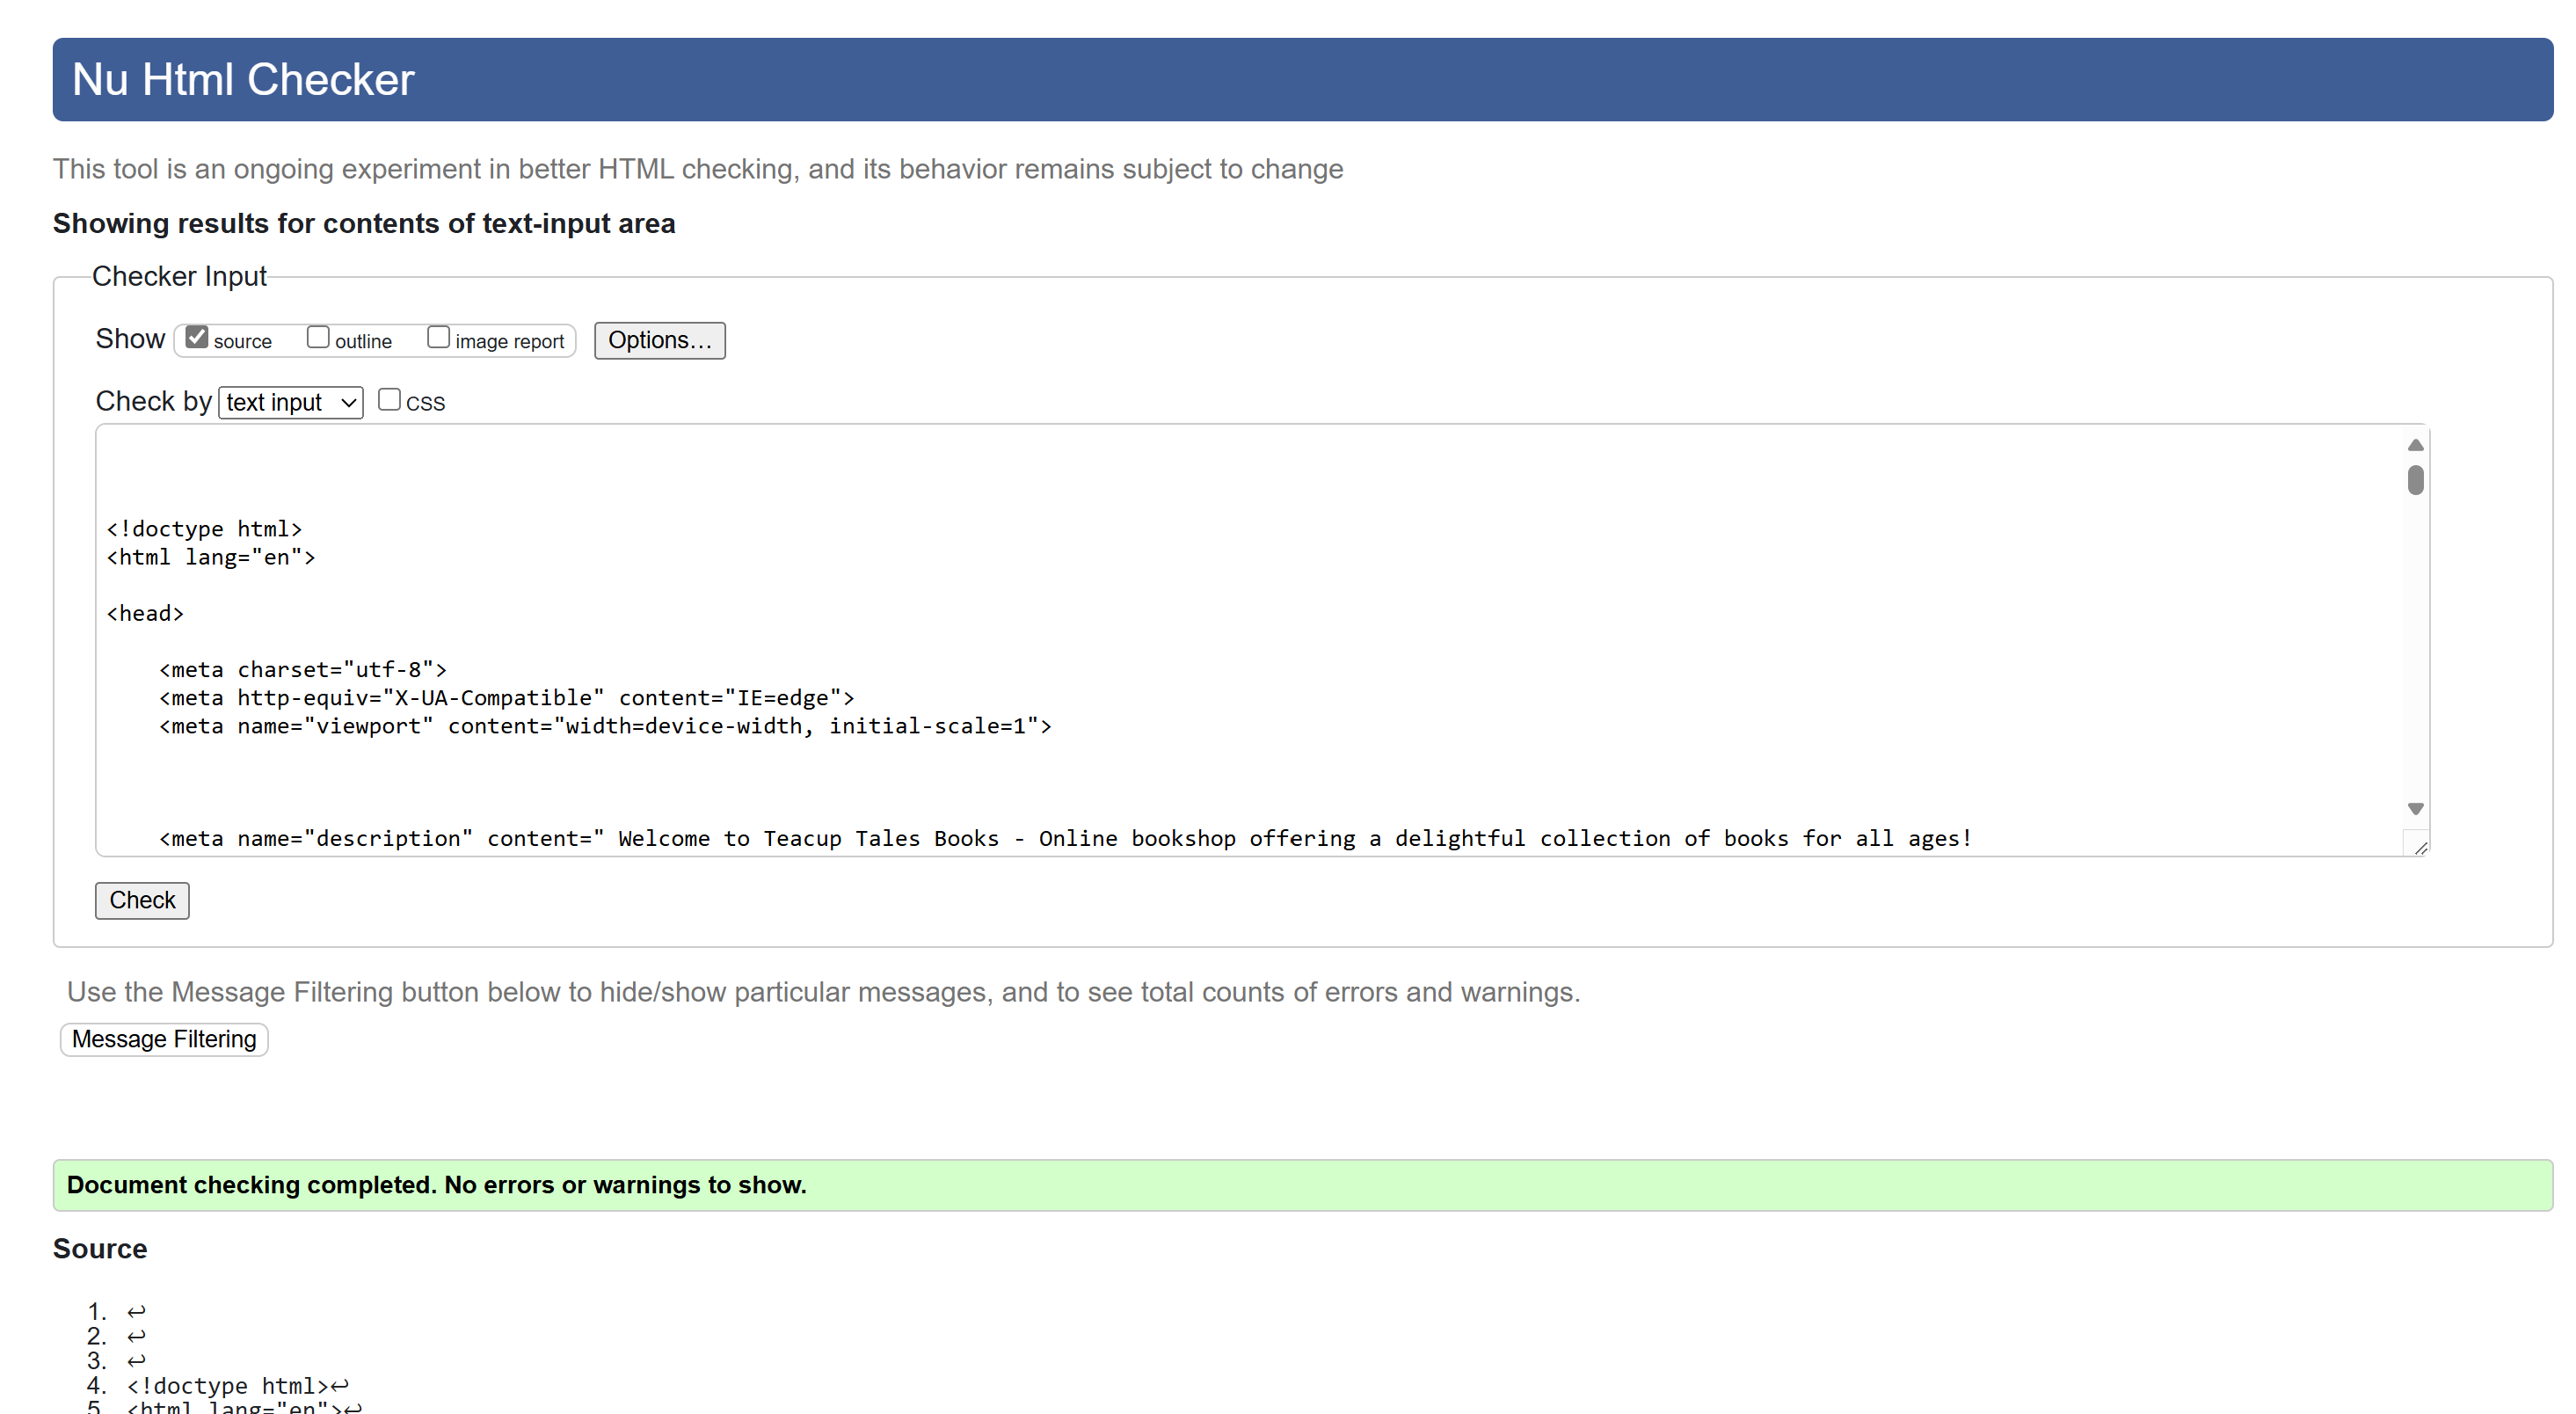 Nu Html Checker
This tool is an ongoing experiment in better HTML checking, and its behavior remains subject to change
Showing results for contents of text-input area
Checker Input
Show source outline image report Options...
Check by text input CSS
<!doctype html>
<html lang="en">
<head>
<meta charset="utf-8">
<meta http-equiv="X-UA-Compatible" content="IE=edge">
<meta name="viewport" content="width=device-width, initial-scale=1">
<meta name="description" content=" Welcome to Teacup Tales Books - Online bookshop offering a delightful collection of books for all ages!
Check
Use the Message Filtering button below to hide/show particular messages, and to see total counts of errors and warnings.
Message Filtering
Document checking completed. No errors or warnings to show.
Source
1. ↩
2. ↩
3. ↩
4. <!doctype html>↩
5. <html lang="en">↩